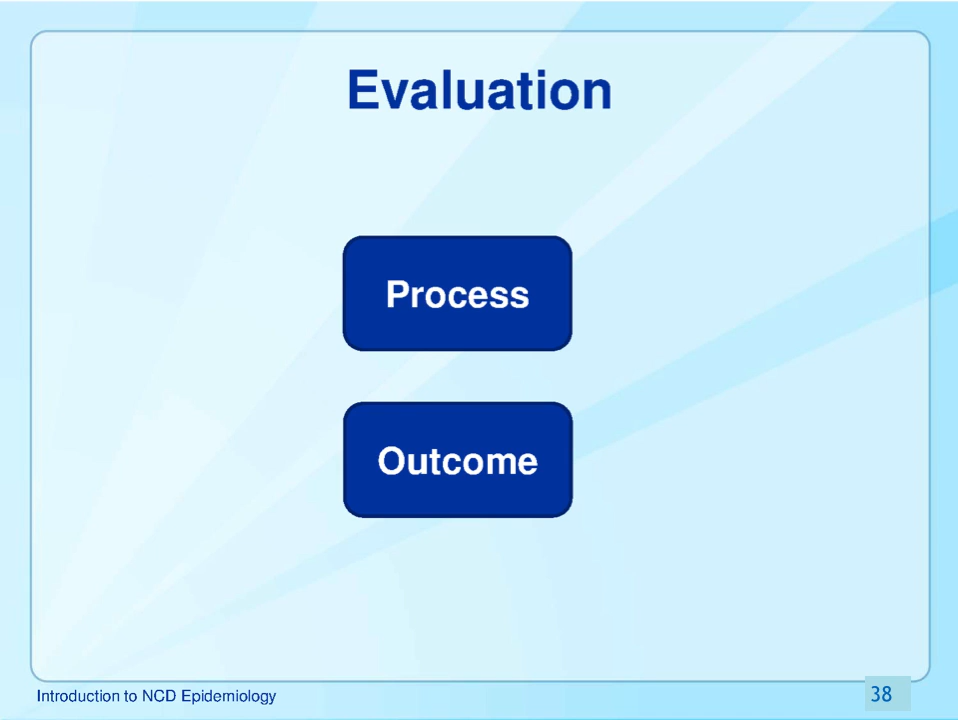 Evaluation
Process
Outcome
Introduction to NCD Epidemiology
38